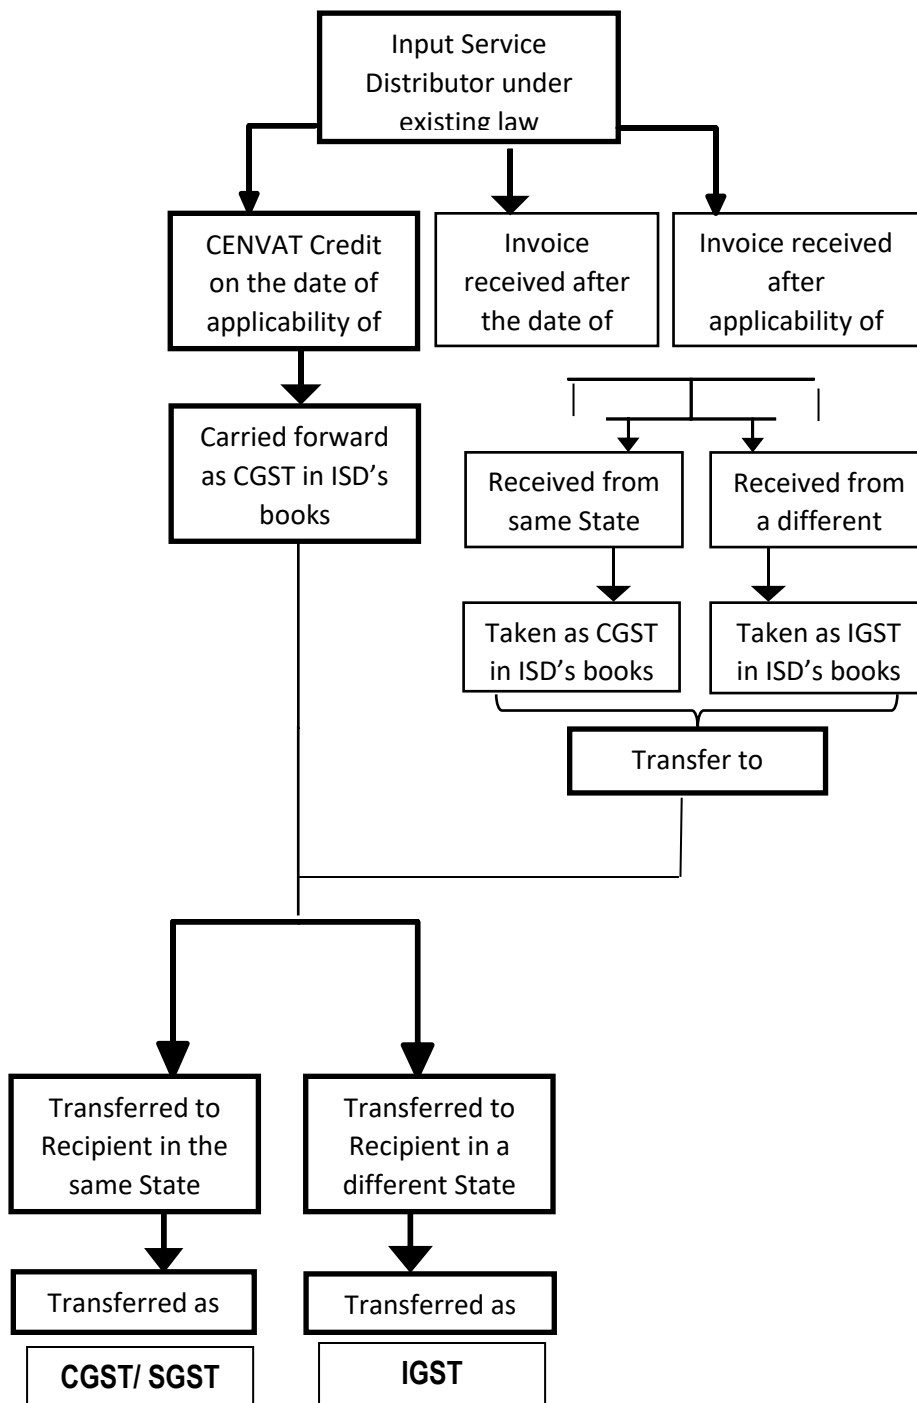 Input Service
Distributor under
existing law
CENVAT Credit
on the date of
applicability of
Invoice
received after
the date of
Invoice received
after
applicability of
Carried forward
as CGST in ISD’s
books
Received from
same State
Received from
a different
Taken as CGST
in ISD’s books
Taken as IGST
in ISD’s books
Transfer to
Transferred to
Recipient in the
same State
Transferred to
Recipient in a
different State
Transferred as
Transferred as
CGST/ SGST
IGST